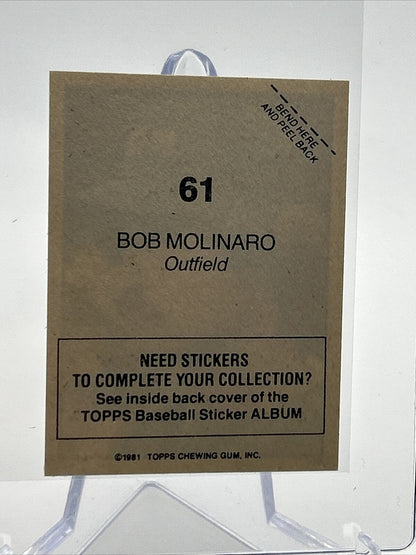 BEND HERE
AND PEEL BACK
61
BOB MOLINARO
Outfield
NEED STICKERS
TO COMPLETE YOUR COLLECTION?
See inside back cover of the
TOPPS Baseball Sticker ALBUM
©1981 TOPPS CHEWING GUM, INC.